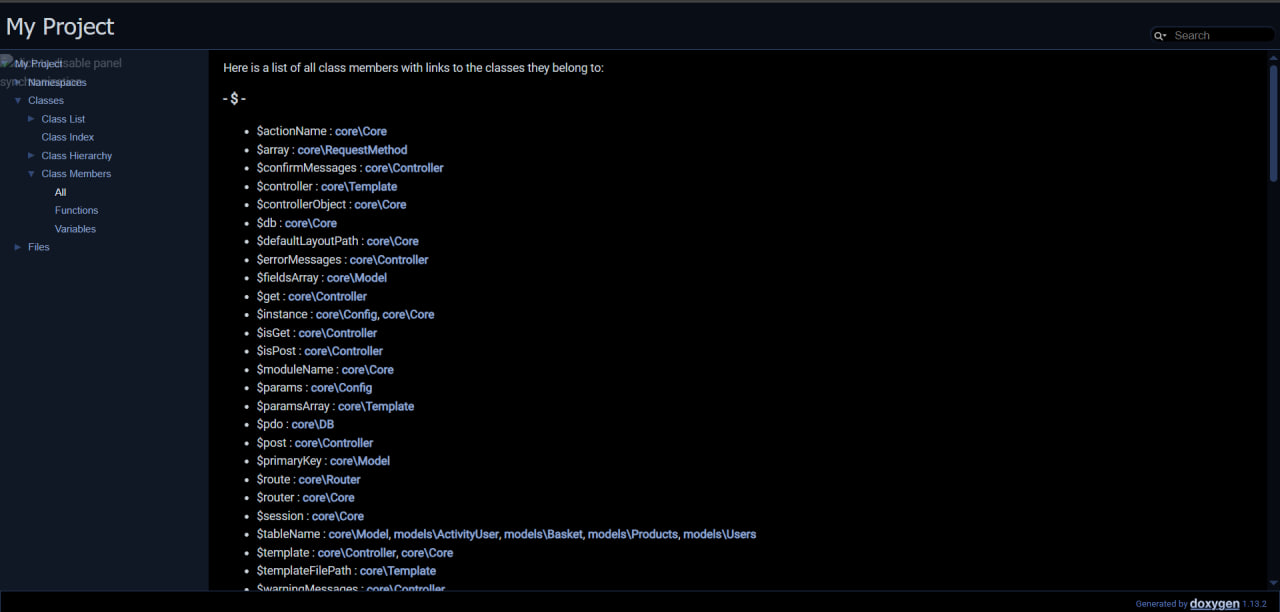 My Project
Search
My Project
Namespaces
Classes
Class List
Class Index
Class Hierarchy
Class Members
All
Functions
Variables
Files
Here is a list of all class members with links to the classes they belong to:
- $ -
$actionName : core\Core
$array : core\RequestMethod
$confirmMessages : core\Controller
$controller : core\Template
$controllerObject : core\Core
$db : core\Core
$defaultLayoutPath : core\Core
$errorMessages : core\Controller
$fieldsArray : core\Model
$get : core\Controller
$instance : core\Config, core\Core
$isGet : core\Controller
$isPost : core\Controller
$moduleName : core\Core
$params : core\Config
$paramsArray : core\Template
$pdo : core\DB
$post : core\Controller
$primaryKey : core\Model
$route : core\Router
$router : core\Core
$session : core\Core
$tableName : core\Model, models\ActivityUser, models\Basket, models\Products, models\Users
$template : core\Controller, core\Core
$templateFilePath : core\Template
$warningMessages : core\Controller
Generated by doxygen 1.13.2